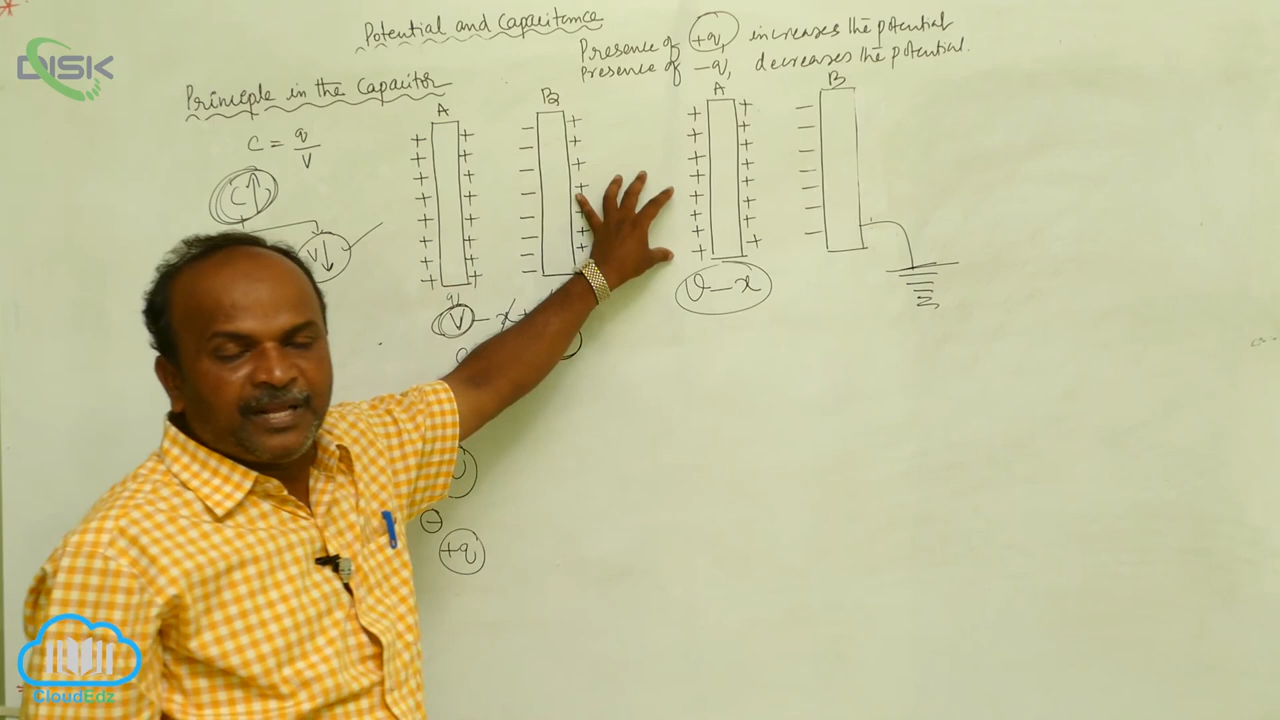 Potential and Capacitance
Presence of +q, increases the potential
Presence of -q, decreases the potential.
DISK
Principle in the Capacitor
C = q/V
C↑
V↓
A
B
A
B
q
V - x +
V - x
-
+q
CloudEdz